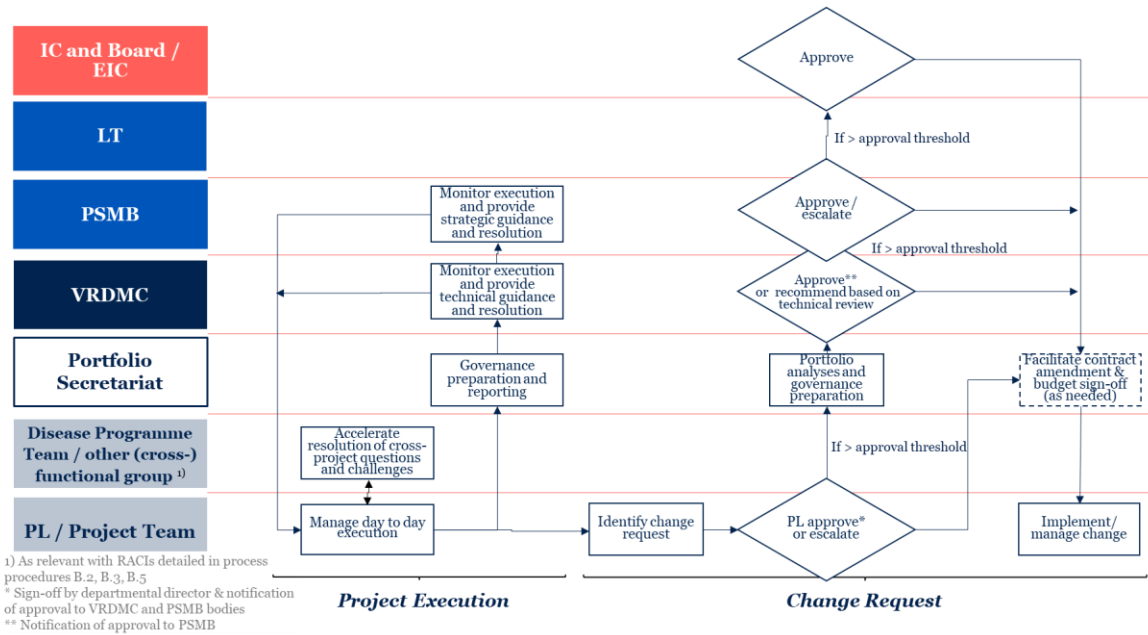 IC and Board /
EIC
Approve
LT
If > approval threshold
PSMB
Monitor execution
and provide
strategic guidance
and resolution
Approve /
escalate
If > approval threshold
VRDMC
Monitor execution
and provide
technical guidance
and resolution
Approve**
or recommend based on
technical review
Portfolio
Secretariat
Governance
preparation and
reporting
Portfolio
analyses and
governance
preparation
Facilitate contract
amendment &
budget sign-off
(as needed)
Disease Programme
Team / other (cross-)
functional group 1)
Accelerate
resolution of cross-
project questions
and challenges
If > approval threshold
PL / Project Team
Manage day to day
execution
Identify change
request
PL approve*
or escalate
Implement/
manage change
1) As relevant with RACIs detailed in process
procedures B.2, B.3, B.5
* Sign-off by departmental director & notification
of approval to VRDMC and PSMB bodies
** Notification of approval to PSMB
Project Execution
Change Request